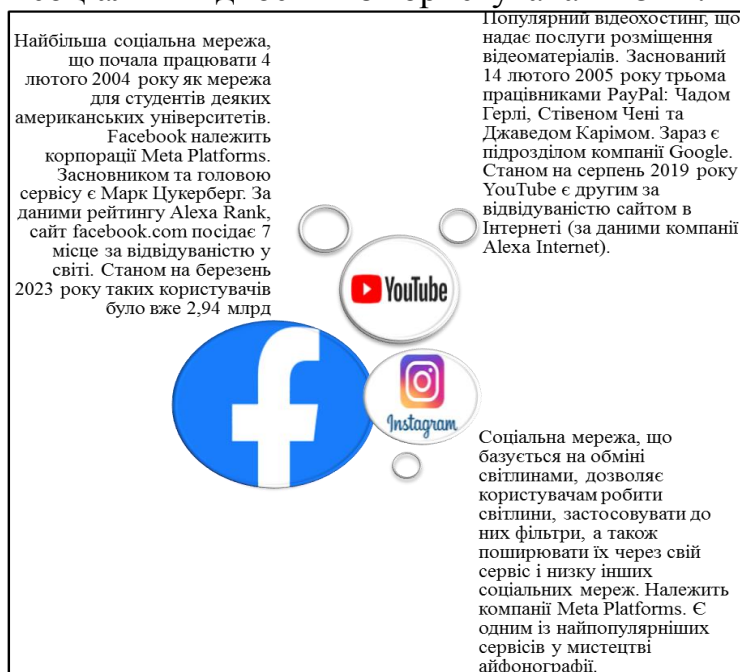 Найбільша соціальна мережа,
що почала працювати 4
лютого 2004 року як мережа
для студентів деяких
американських університетів.
Facebook належить
корпорації Meta Platforms.
Засновником та головою
сервісу є Марк Цукерберг. За
даними рейтингу Alexa Rank,
сайт facebook.com посідає 7
місце за відвідуваністю у
світі. Станом на березень
2023 року таких користувачів
було вже 2,94 млрд
Популярний відеохостинг, що
надає послуги розміщення
відеоматеріалів. Заснований
14 лютого 2005 року трьома
працівниками PayPal: Чадом
Герлі, Стівеном Чені та
Джаведом Карімом. Зараз є
підрозділом компанії Google.
Станом на серпень 2019 року
YouTube є другим за
відвідуваністю сайтом в
Інтернеті (за даними компанії
Alexa Internet).
YouTube
f
Instagram
Соціальна мережа, що
базується на обміні
світлинами, дозволяє
користувачам робити
світлини, застосовувати до
них фільтри, а також
поширювати їх через свій
сервіс і низку інших
соціальних мереж. Належить
компанії Meta Platforms. Є
одним із найпопулярніших
сервісів у мистецтві
айфонографії.